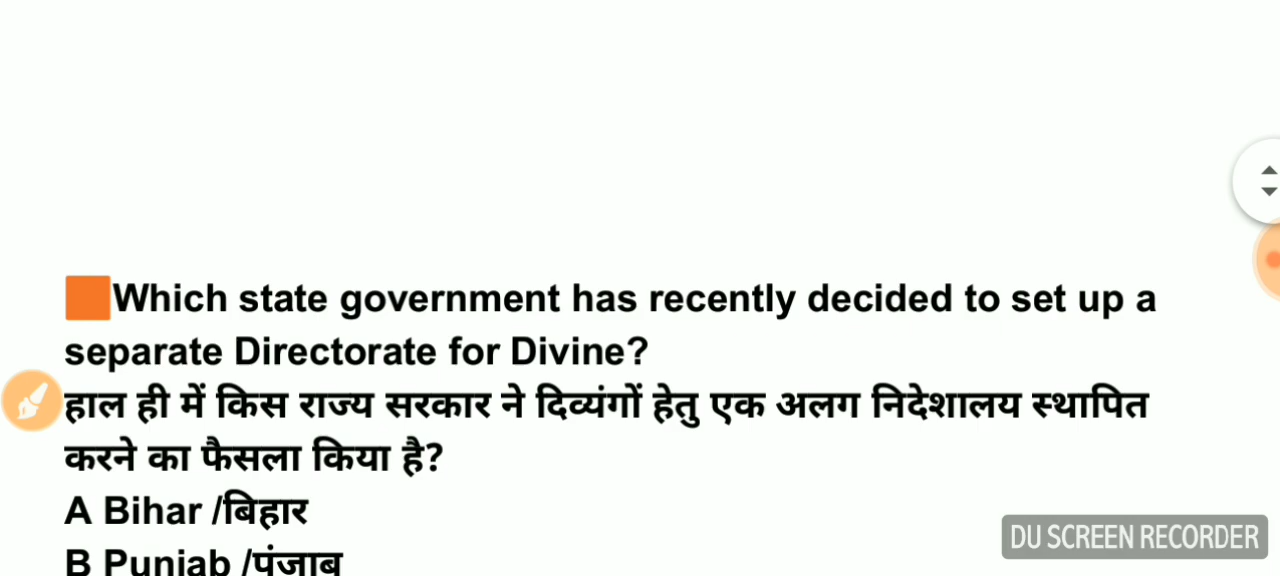 Which state government has recently decided to set up a
separate Directorate for Divine?
हाल ही में किस राज्य सरकार ने दिव्यंगों हेतु एक अलग निदेशालय स्थापित
करने का फैसला किया है?
A Bihar /बिहार
B Punjab /पंजाब
DU SCREEN RECORDER